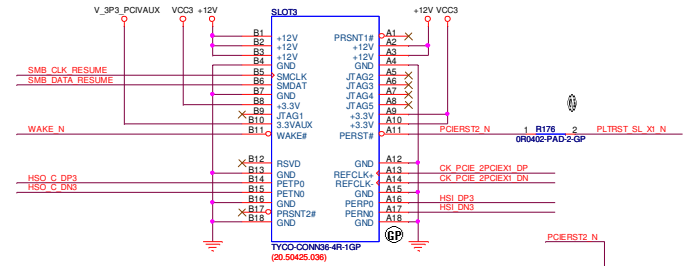 V_3P3_PCIVAUX VCC3 +12V SLOT3 +12V VCC3
B1 +12V PRSNT1# A1
B2 +12V +12V A2
B3 +12V +12V A3
B4 GND GND A4
SMB_CLK_RESUME B5 SMCLK JTAG2 A5
SMB_DATA_RESUME B6 SMDAT JTAG3 A6
B7 GND JTAG4 A7
B8 +3.3V JTAG5 A8
B9 JTAG1 +3.3V A9
B10 3.3VAUX +3.3V A10
WAKE_N B11 WAKE# PERST# A11 PCIERST2_N 1 R176 2 PLTRST_SL_X1_N
0R0402-PAD-2-GP
B12 RSVD GND A12
B13 GND REFCLK+ A13 CK_PCIE_2PCIEX1_DP
HSO_C_DP3 B14 PETP0 REFCLK- A14 CK_PCIE_2PCIEX1_DN
HSO_C_DN3 B15 PETN0 GND A15
B16 GND PERP0 A16 HSI_DP3
B17 PRSNT2# PERN0 A17 HSI_DN3
B18 GND GND A18
GP
TYCO-CONN36-4R-1GP
(20.50425.036)
PCIERST2_N